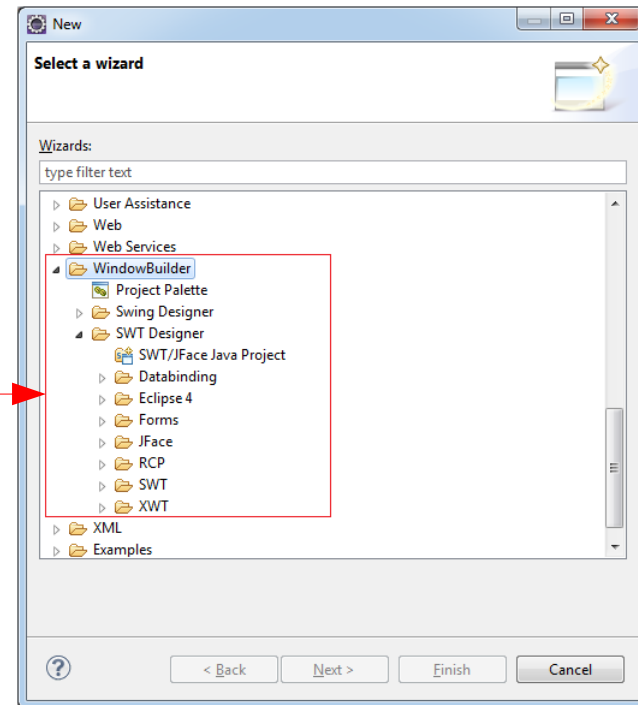 New
Select a wizard
Wizards:
type filter text
User Assistance
Web
Web Services
WindowBuilder
Project Palette
Swing Designer
SWT Designer
SWT/JFace Java Project
Databinding
Eclipse 4
Forms
JFace
RCP
SWT
XWT
XML
Examples
?
< Back
Next >
Finish
Cancel